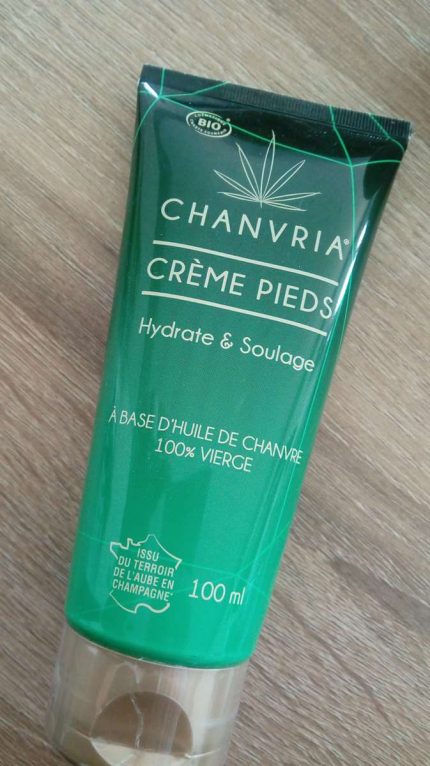 BIO
CHANVRIA®
CRÈME PIEDS
Hydrate & Soulage
À BASE D'HUILE DE CHANVRE
100% VIERGE
ISSU
DU TERROIR
DE L'AUBE EN
CHAMPAGNE*
100 ml